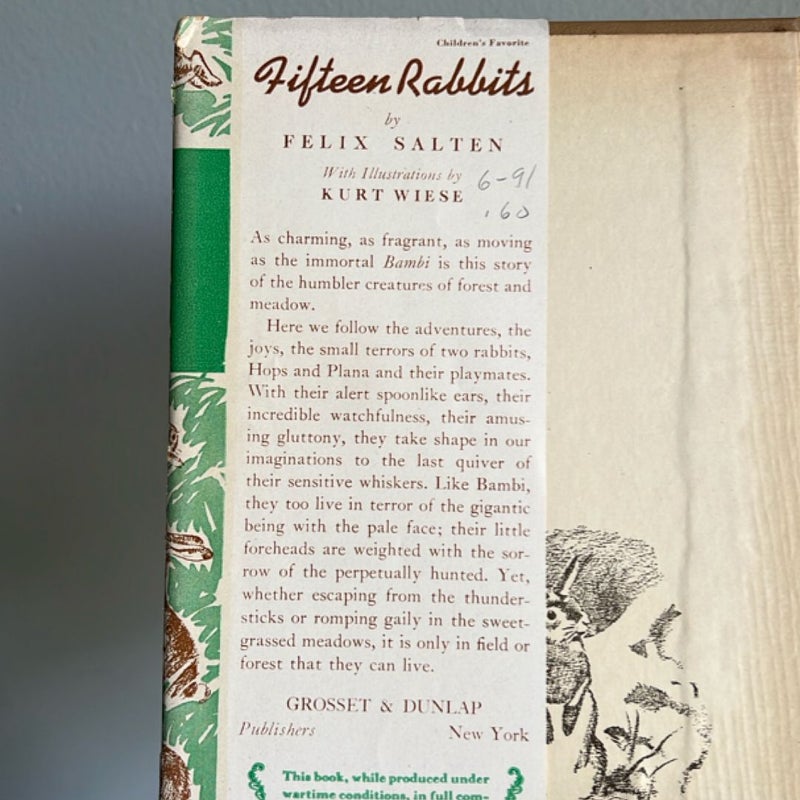 Children's Favorite
Fifteen Rabbits
by
FELIX SALTEN
With Illustrations by
KURT WIESE
6-91
.60
As charming, as fragrant, as moving
as the immortal Bambi is this story
of the humbler creatures of forest and
meadow.
Here we follow the adventures, the
joys, the small terrors of two rabbits,
Hops and Plana and their playmates.
With their alert spoonlike ears, their
incredible watchfulness, their amus-
ing gluttony, they take shape in our
imaginations to the last quiver of
their sensitive whiskers. Like Bambi,
they too live in terror of the gigantic
being with the pale face; their little
foreheads are weighted with the sor-
row of the perpetually hunted. Yet,
whether escaping from the thunder-
sticks or romping gaily in the sweet-
grassed meadows, it is only in field or
forest that they can live.
GROSSET & DUNLAP
Publishers New York
This book, while produced under
wartime conditions, in full com-